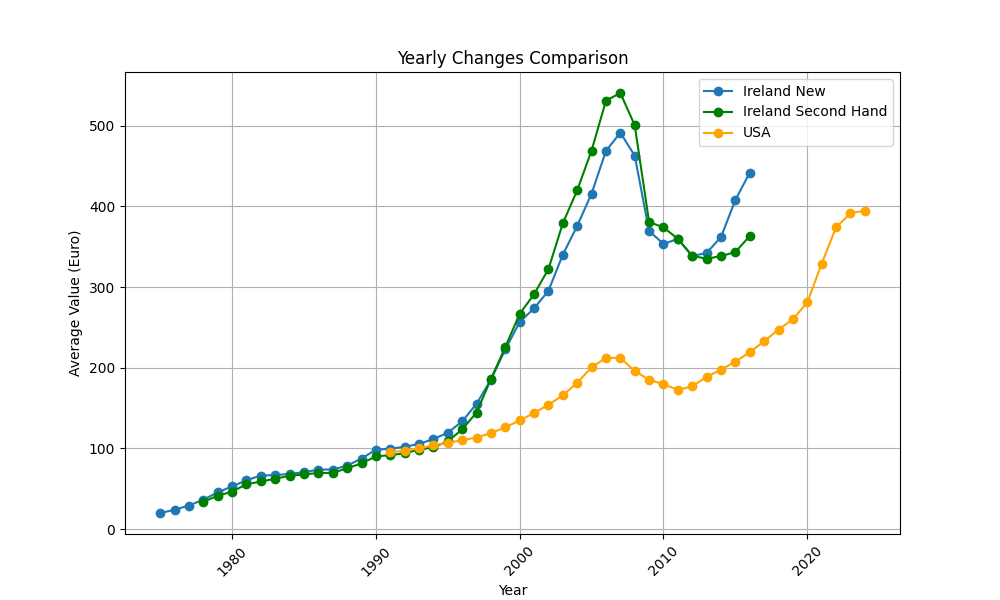 Yearly Changes Comparison
Ireland New
Ireland Second Hand
USA
Average Value (Euro)
500
400
300
200
100
0
1980
1990
2000
2010
2020
Year